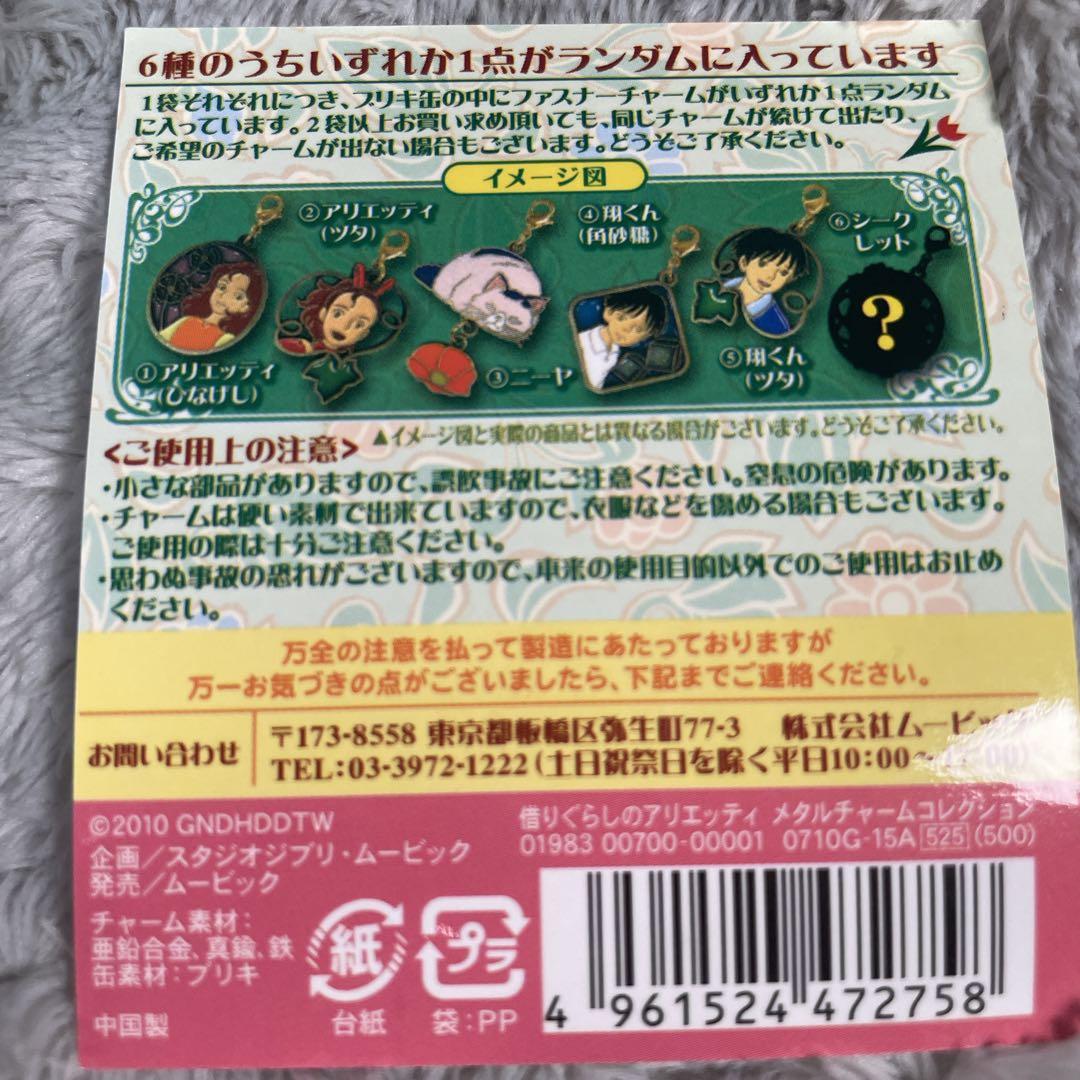 6種のうちいずれか1点がランダムに入っています
1袋それぞれにつき、ブリキ缶の中にファスナーチャームがいずれか1点ランダム
に入っています。2袋以上お買い求め頂いても、同じチャームが続けて出たり、
ご希望のチャームが出ない場合もございます。どうぞご了承ください。
イメージ図
①アリエッティ
(ひなげし)
②アリエッティ
(ツタ)
③ニーヤ
④翔くん
(角砂糖)
⑤翔くん
(ツタ)
⑥シーク
レット
?
▲イメージ図と実際の商品とは異なる場合がございます。どうぞご了承ください。
<ご使用上の注意>
・小さな部品がありますので、誤飲事故にご注意ください。窒息の危険があります。
・チャームは硬い素材で出来ていますので、衣服などを傷める場合もございます。
ご使用の際は十分ご注意ください。
・思わぬ事故の恐れがございますので、本来の使用目的以外でのご使用はお止め
ください。
万全の注意を払って製造にあたっておりますが
万一お気づきの点がございましたら、下記までご連絡ください。
お問い合わせ
〒173-8558 東京都板橋区弥生町77-3 株式会社ムービック
TEL:03-3972-1222(土日祝祭日を除く平日10:00~
©2010 GNDHDDTW
企画/スタジオジブリ・ムービック
発売/ムービック
チャーム素材:
亜鉛合金、真鍮、鉄
缶素材:ブリキ
中国製
借りぐらしのアリエッティ メタルチャームコレクション
01983 00700-00001 0710G-15A 525 (500)
紙
台紙
プラ
袋:PP
4 961524 472758